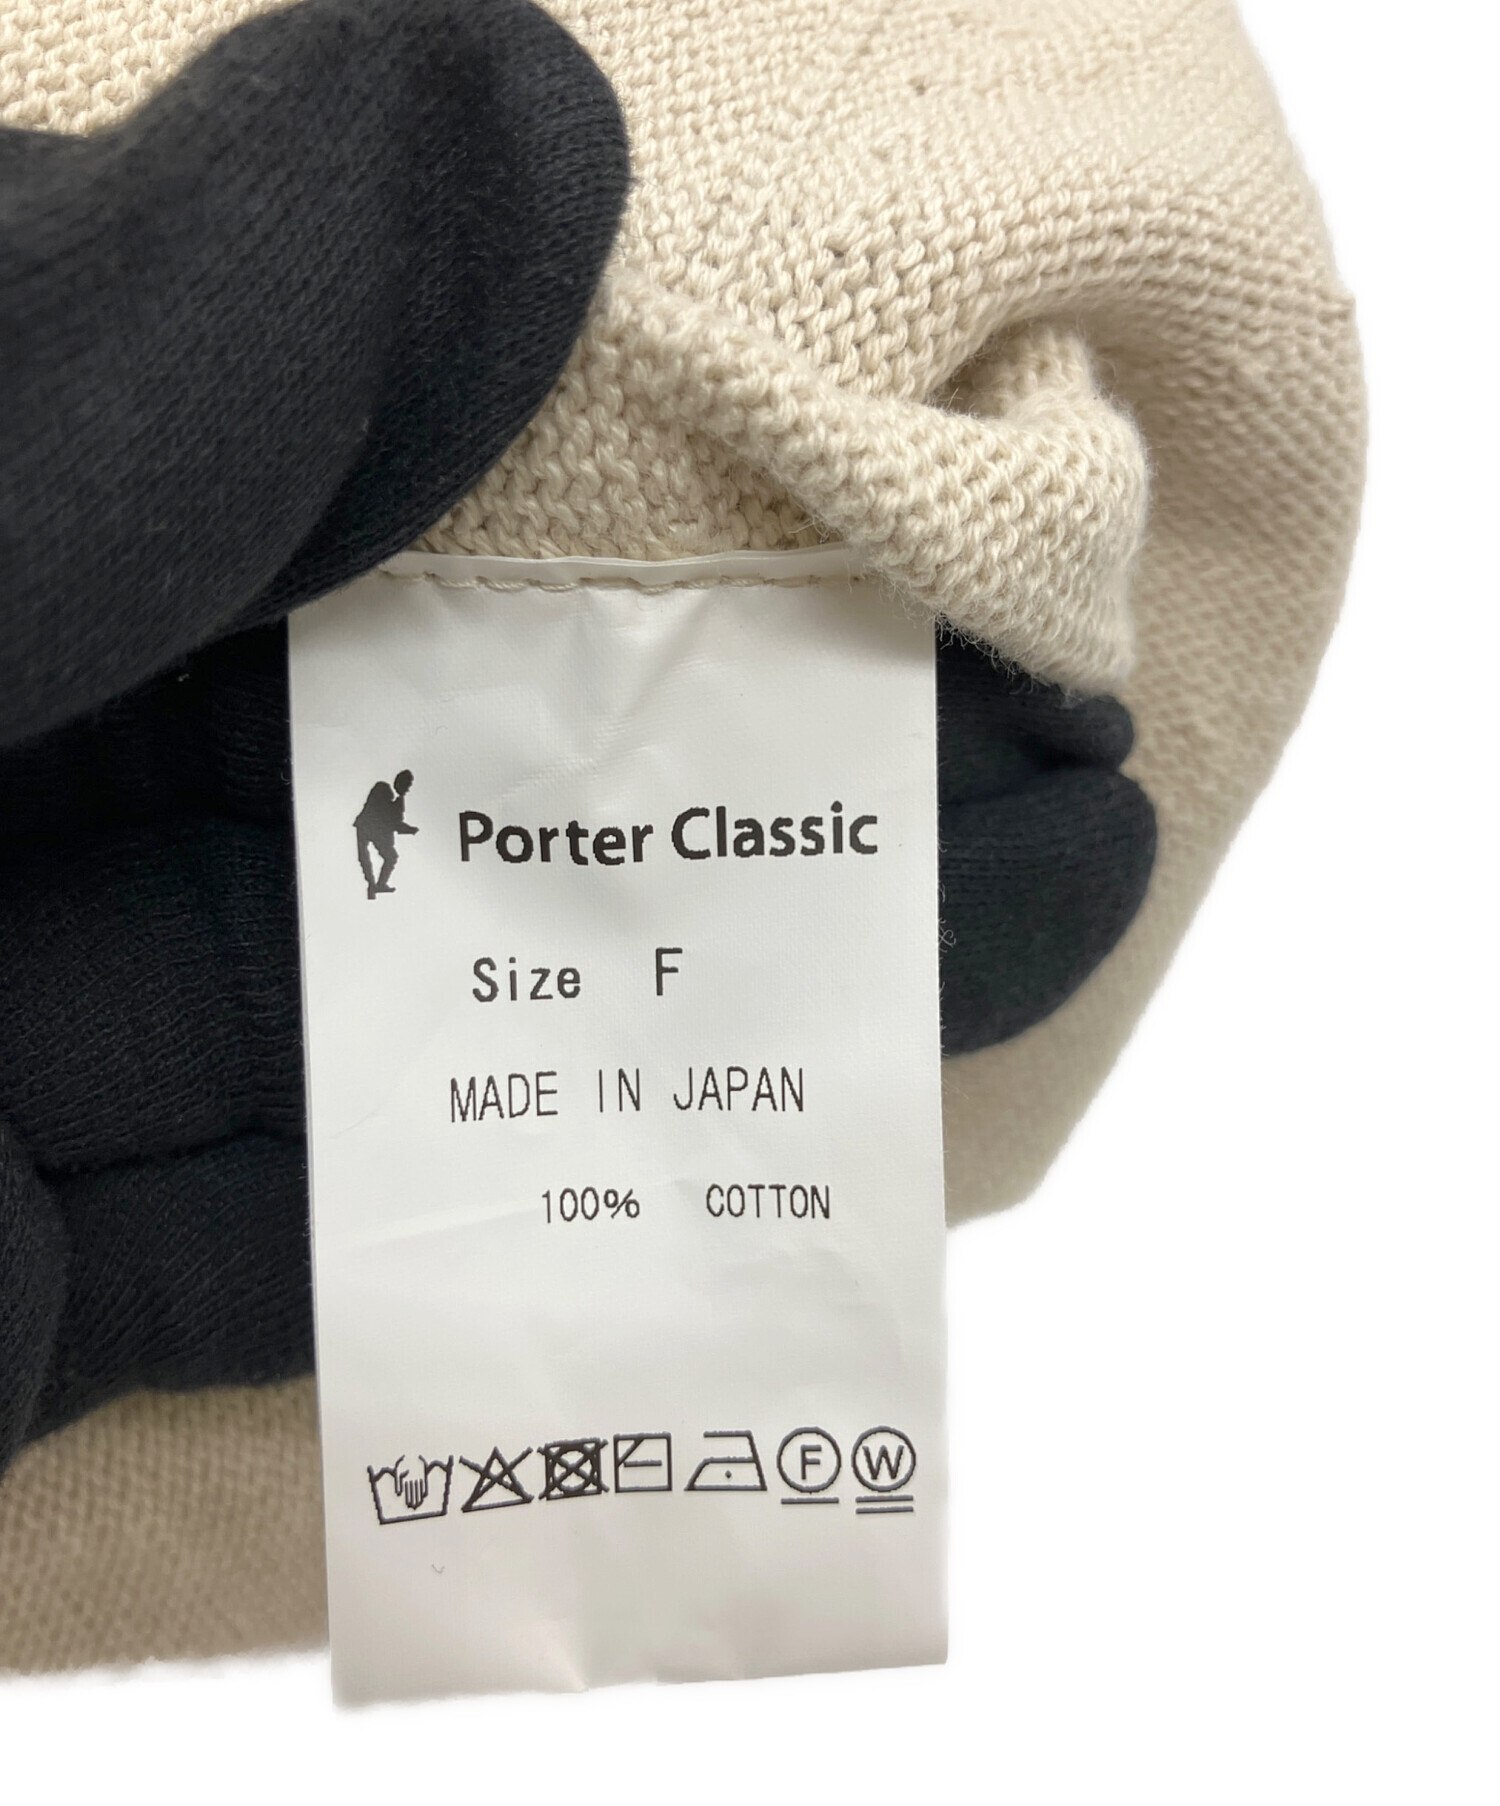 Porter Classic
Size F
MADE IN JAPAN
100% COTTON
F W